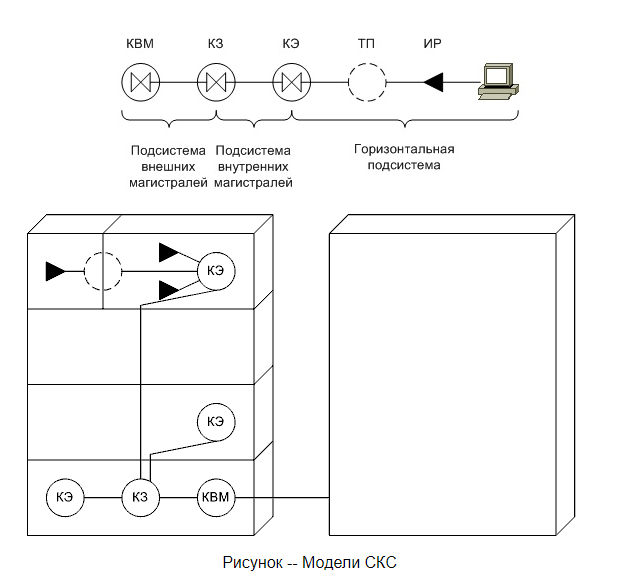 КВМ КЗ КЭ ТП ИР
Подсистема внешних магистралей
Подсистема внутренних магистралей
Горизонтальная подсистема
КЭ
КЭ
КЭ КЗ КВМ
Рисунок -- Модели СКС